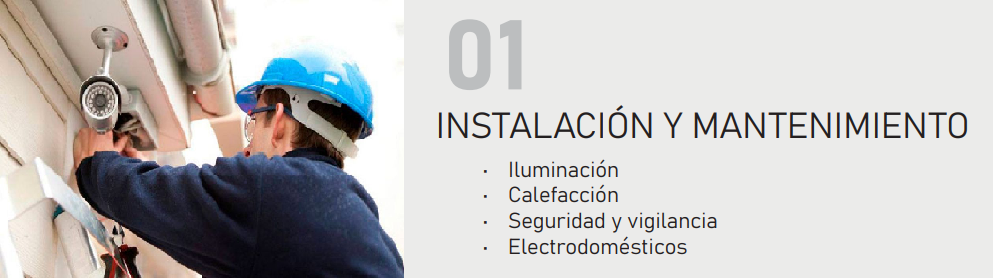 01
INSTALACIÓN Y MANTENIMIENTO
· Iluminación
· Calefacción
· Seguridad y vigilancia
· Electrodomésticos